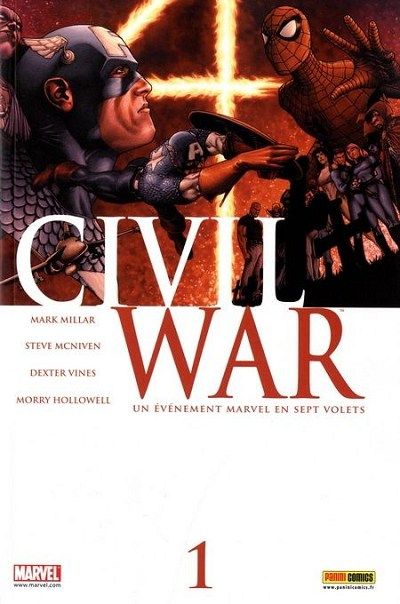 CIVIL
WAR™
MARK MILLAR
STEVE MCNIVEN
DEXTER VINES
MORRY HOLLOWELL
UN ÉVÉNEMENT MARVEL EN SEPT VOLETS
1
MARVEL
www.marvel.com
PANINI COMICS
www.paninicomics.fr